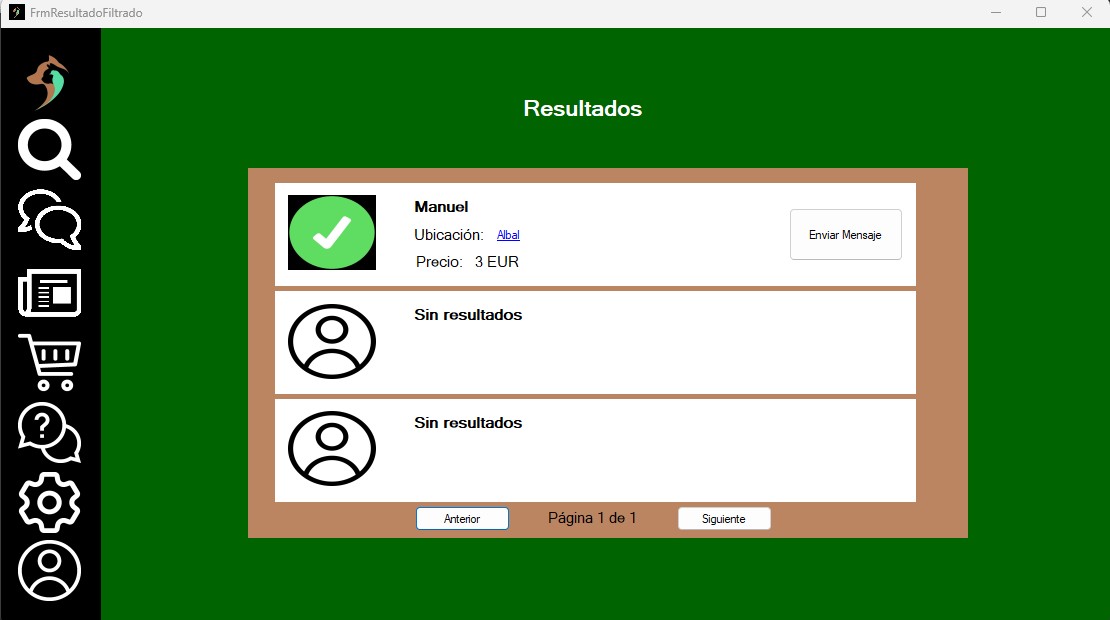 FrmResultadoFiltrado
Resultados
Manuel
Ubicación: Albal
Precio: 3 EUR
Enviar Mensaje
Sin resultados
Sin resultados
Anterior Página 1 de 1 Siguiente
?